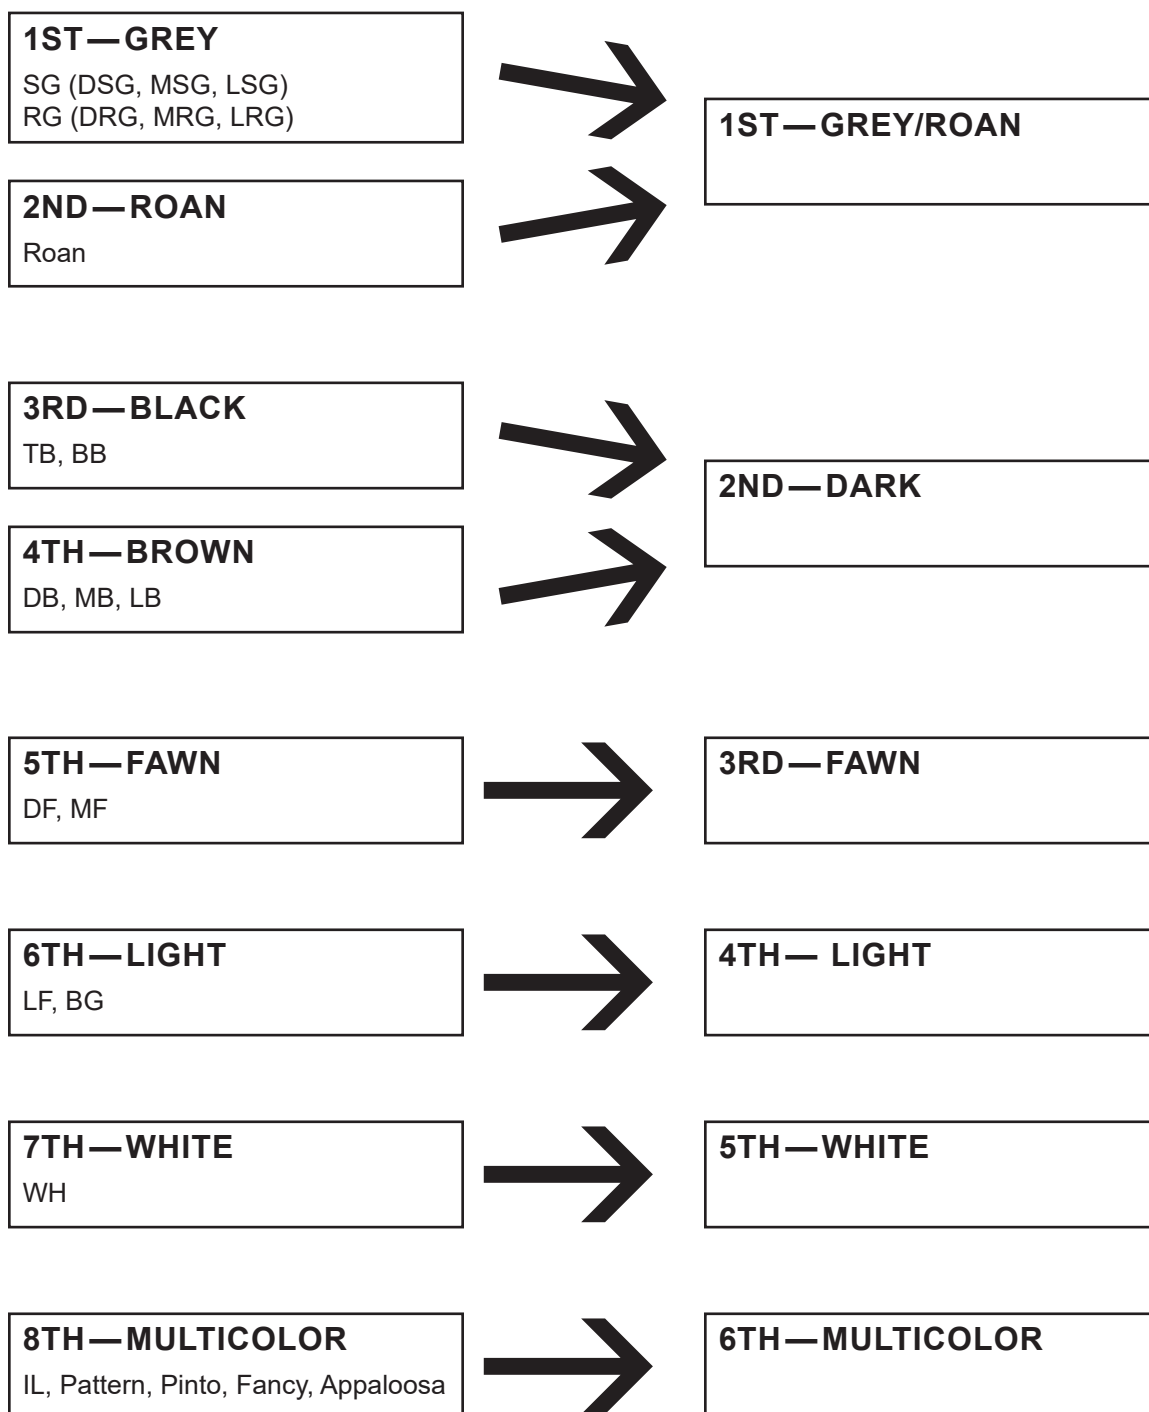 1ST—GREY
SG (DSG, MSG, LSG)
RG (DRG, MRG, LRG)
1ST—GREY/ROAN
2ND—ROAN
Roan
3RD—BLACK
TB, BB
2ND—DARK
4TH—BROWN
DB, MB, LB
5TH—FAWN
DF, MF
3RD—FAWN
6TH—LIGHT
LF, BG
4TH— LIGHT
7TH—WHITE
WH
5TH—WHITE
8TH—MULTICOLOR
IL, Pattern, Pinto, Fancy, Appaloosa
6TH—MULTICOLOR